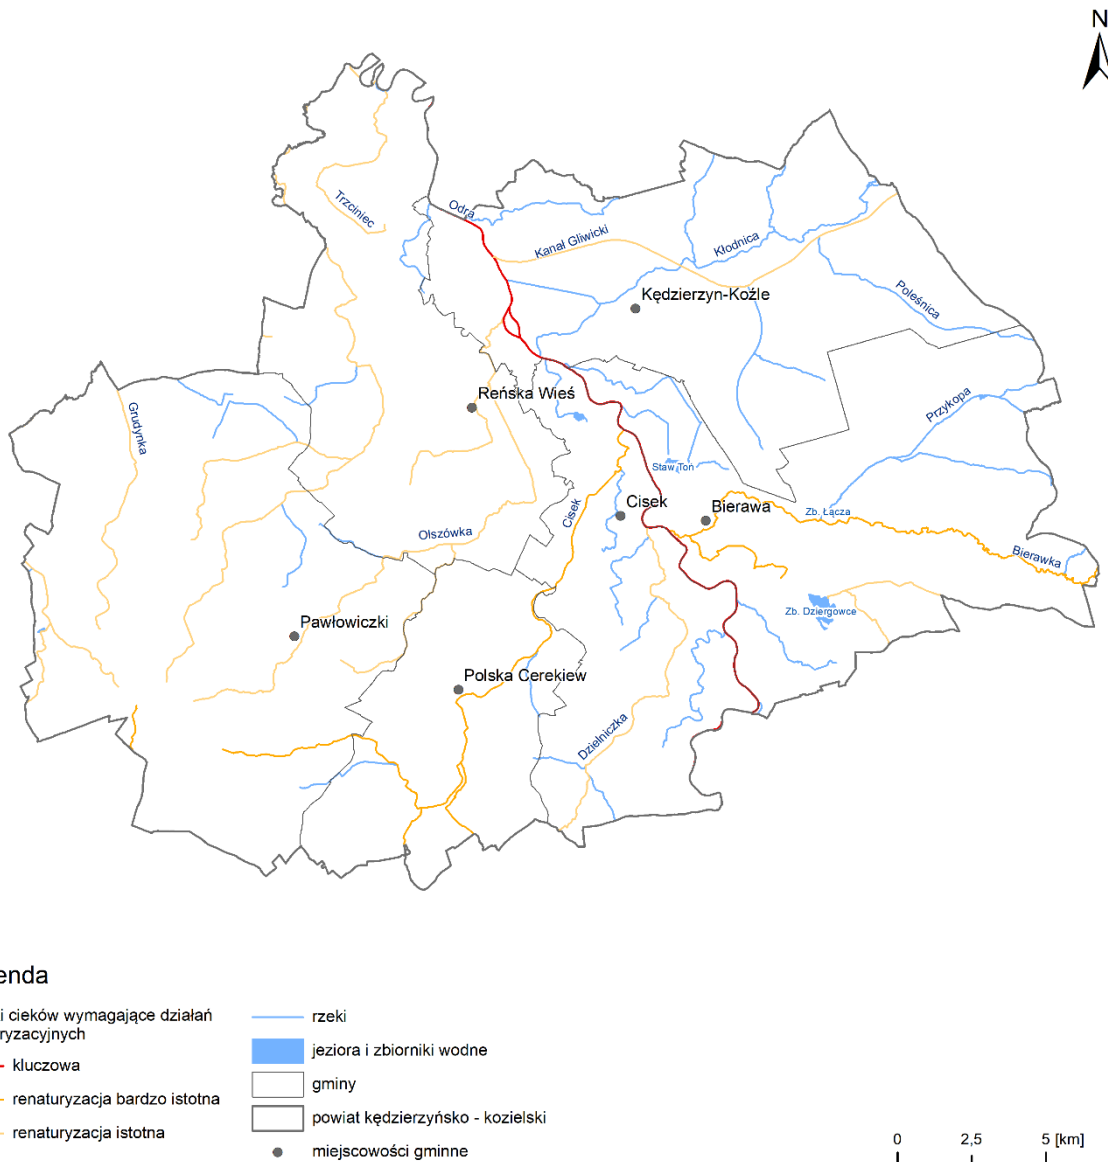 N
Trzciniec
Odra
Kanał Gliwicki
Kłodnica
Kędzierzyn-Koźle
Poleśnica
Reńska Wieś
Grudynka
Przykopa
Staw Ton
Cisek
Cisek
Bierawa
Zb. Łącza
Olszówka
Bierawka
Zb. Dziergowce
Pawłowiczki
Polska Cerekiew
Dzielniczka
enda
i cieków wymagające działań
ryzacyjnych
kluczowa
renaturyzacja bardzo istotna
renaturyzacja istotna
rzeki
jeziora i zbiorniki wodne
gminy
powiat kędzierzyńsko - kozielski
miejscowości gminne
0 2,5 5 [km]